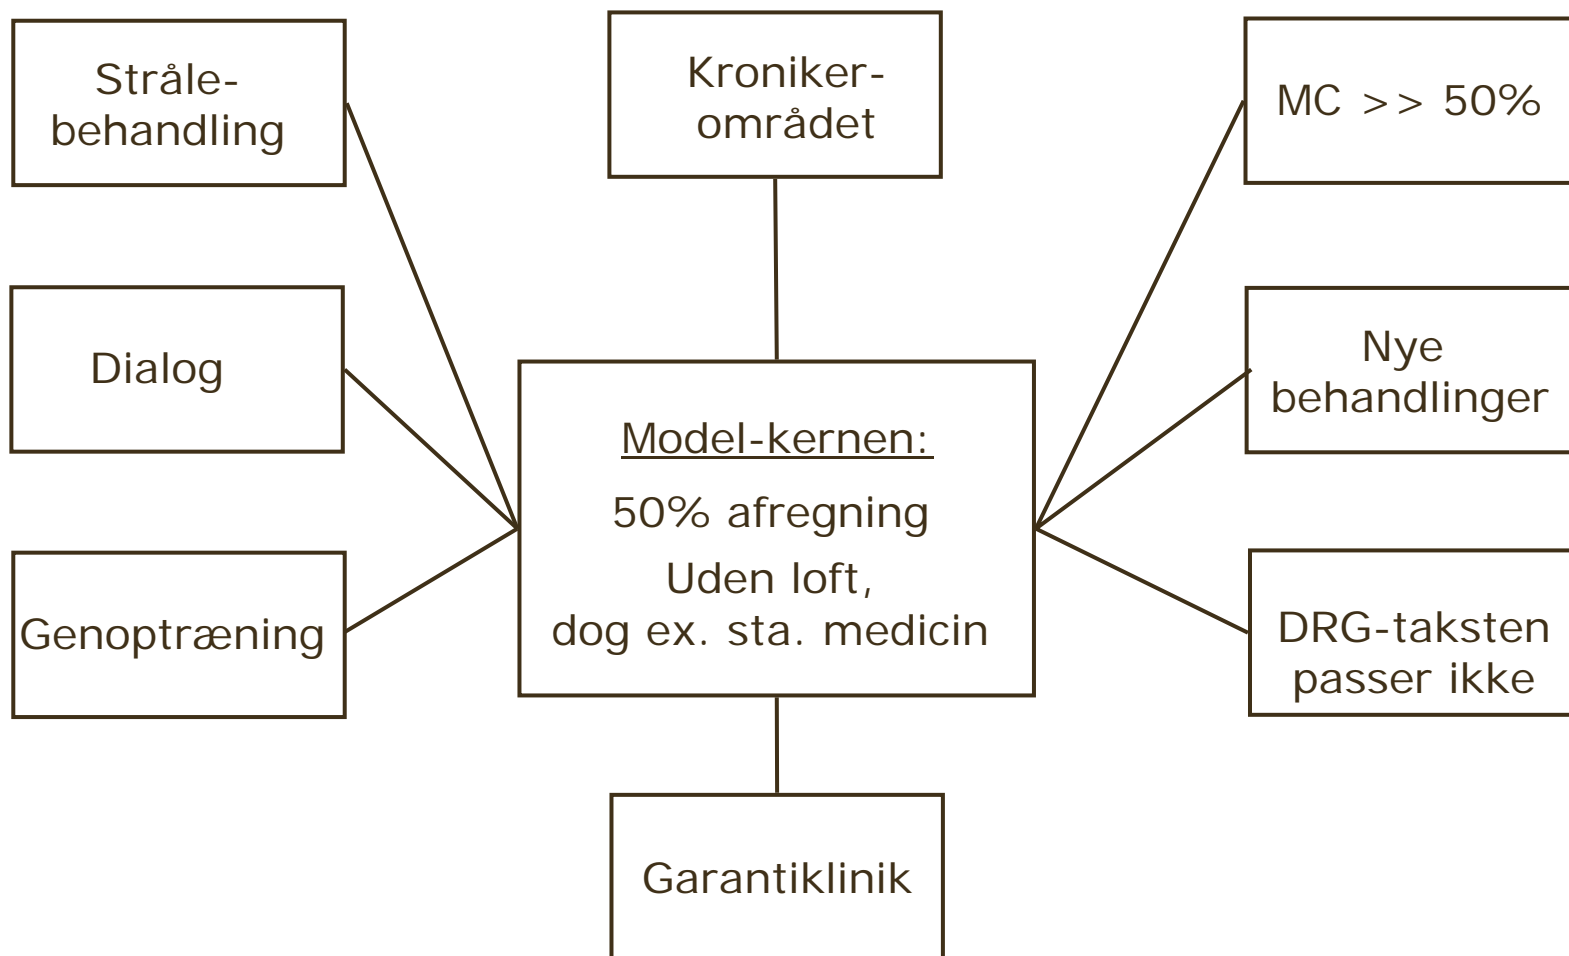 Stråle-
behandling
Kroniker-
området
MC >> 50%
Dialog
Nye
behandlinger
Model-kernen:
50% afregning
Uden loft,
dog ex. sta. medicin
Genoptræning
DRG-taksten
passer ikke
Garantiklinik